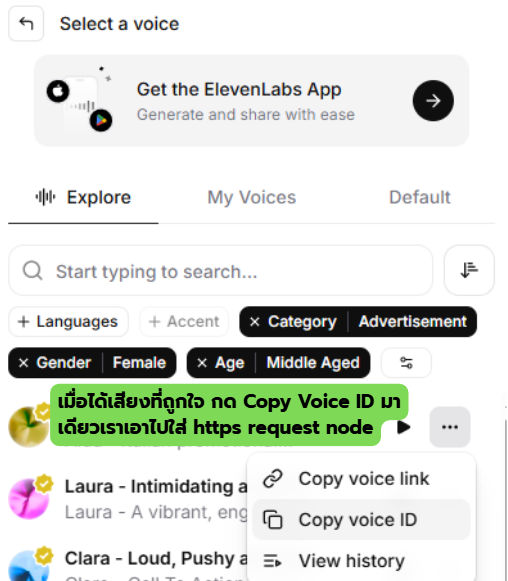 Select a voice
Get the ElevenLabs App
Generate and share with ease
Explore My Voices Default
Start typing to search...
+ Languages + Accent × Category Advertisement
× Gender Female × Age Middle Aged
เมื่อได้เสียงที่ถูกใจ กด Copy Voice ID มา
เดียวเราเอาไปใส่ https request node
Laura - Intimidating a
Laura - A vibrant, eng
Copy voice link
Copy voice ID
Clara - Loud, Pushy a
View history